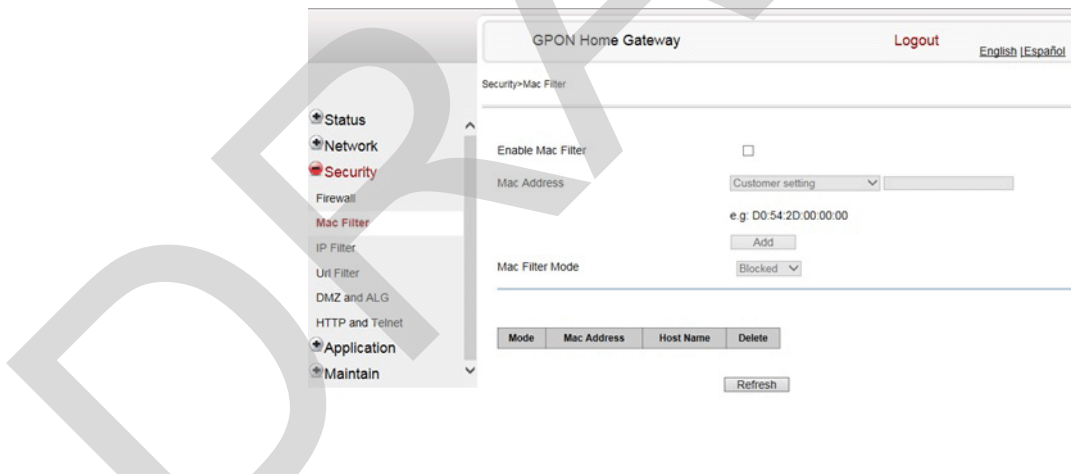 GPON Home Gateway
Logout
English |Español
Security>Mac Filter
Status
Network
Security
Firewall
Mac Filter
IP Filter
Url Filter
DMZ and ALG
HTTP and Telnet
Application
Maintain
Enable Mac Filter
Mac Address
Customer setting
e.g: D0:54:2D:00:00:00
Add
Mac Filter Mode
Blocked
Mode Mac Address Host Name Delete
Refresh